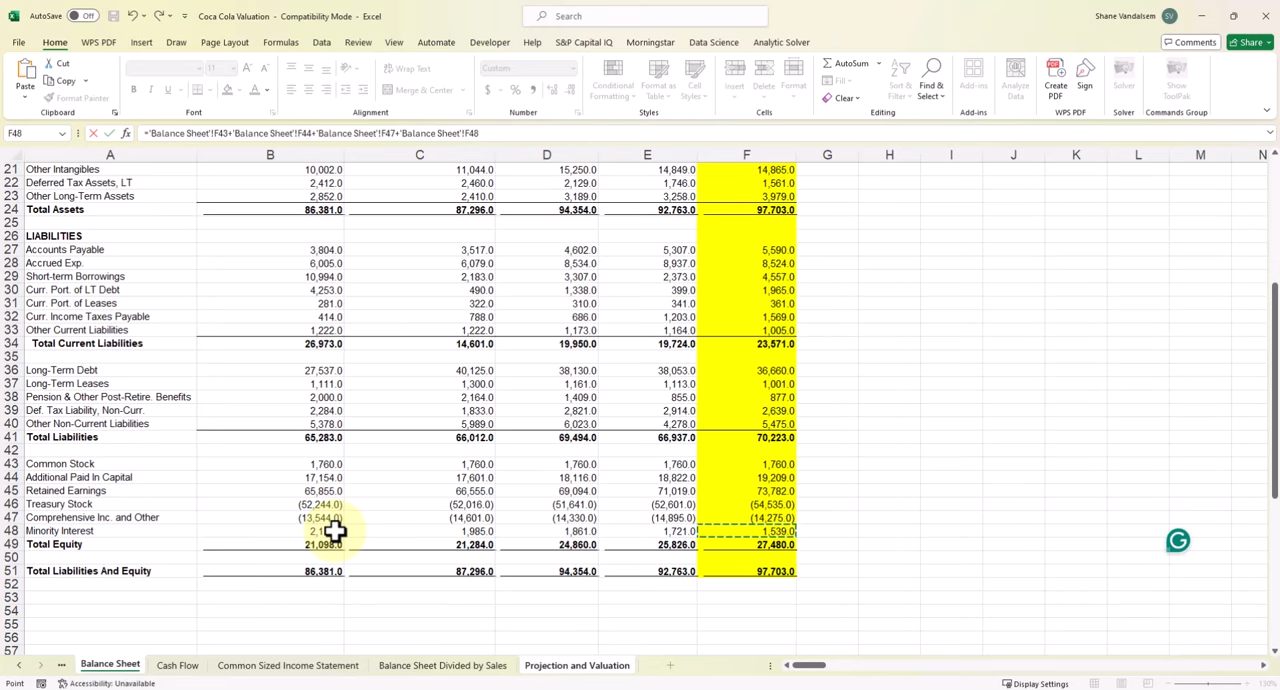 AutoSave Off Coca Cola Valuation - Compatibility Mode - Excel Search Shane Vandalsem SV
File Home WPS PDF Insert Draw Page Layout Formulas Data Review View Automate Developer Help S&P Capital IQ Morningstar Data Science Analytic Solver Comments Share
Paste Cut Copy Format Painter 11 A A B I U A Wrap Text Merge & Center Custom $ % 9 Conditional Formatting Format as Table Cell Styles Insert Delete Format AutoSum Fill Clear Sort & Filter Find & Select Add-ins Analyze Data Create PDF Sign Solver Show ToolPak
Clipboard Font Alignment Number Styles Cells Editing Add-ins WPS PDF Solver Commands Group
F48 fx ='Balance Sheet'!F43+'Balance Sheet'!F44+'Balance Sheet'!F47+'Balance Sheet'!F48
A B C D E F G H I J K L M N
21 Other Intangibles 10,002.0 11,044.0 15,250.0 14,849.0 14,865.0
22 Deferred Tax Assets, LT 2,412.0 2,460.0 2,129.0 1,746.0 1,561.0
23 Other Long-Term Assets 2,852.0 2,410.0 3,189.0 3,258.0 3,979.0
24 Total Assets 86,381.0 87,296.0 94,354.0 92,763.0 97,703.0
25
26 LIABILITIES
27 Accounts Payable 3,804.0 3,517.0 4,602.0 5,307.0 5,590.0
28 Accrued Exp. 6,005.0 6,079.0 8,534.0 8,937.0 8,524.0
29 Short-term Borrowings 10,994.0 2,183.0 3,307.0 2,373.0 4,557.0
30 Curr. Port. of LT Debt 4,253.0 490.0 1,338.0 399.0 1,965.0
31 Curr. Port. of Leases 281.0 322.0 310.0 341.0 361.0
32 Curr. Income Taxes Payable 414.0 788.0 686.0 1,203.0 1,569.0
33 Other Current Liabilities 1,222.0 1,222.0 1,173.0 1,164.0 1,005.0
34 Total Current Liabilities 26,973.0 14,601.0 19,950.0 19,724.0 23,571.0
35
36 Long-Term Debt 27,537.0 40,125.0 38,130.0 38,053.0 36,660.0
37 Long-Term Leases 1,111.0 1,300.0 1,161.0 1,113.0 1,001.0
38 Pension & Other Post-Retire. Benefits 2,000.0 2,164.0 1,409.0 855.0 877.0
39 Def. Tax Liability, Non-Curr. 2,284.0 1,833.0 2,821.0 2,914.0 2,639.0
40 Other Non-Current Liabilities 5,378.0 5,989.0 6,023.0 4,278.0 5,475.0
41 Total Liabilities 65,283.0 66,012.0 69,494.0 66,937.0 70,223.0
42
43 Common Stock 1,760.0 1,760.0 1,760.0 1,760.0 1,760.0
44 Additional Paid In Capital 17,154.0 17,601.0 18,116.0 18,822.0 19,209.0
45 Retained Earnings 65,855.0 66,555.0 69,094.0 71,019.0 73,782.0
46 Treasury Stock (52,244.0) (52,016.0) (51,641.0) (52,601.0) (54,535.0)
47 Comprehensive Inc. and Other (13,544.0) (14,601.0) (14,330.0) (14,895.0) (14,275.0)
48 Minority Interest 1,985.0 1,861.0 1,721.0 1,539.0
49 Total Equity 21,098.0 21,284.0 24,860.0 25,826.0 27,480.0
50
51 Total Liabilities And Equity 86,381.0 87,296.0 94,354.0 92,763.0 97,703.0
52
53
54
55
56
57
Balance Sheet Cash Flow Common Sized Income Statement Balance Sheet Divided by Sales Projection and Valuation
Point Accessibility: Unavailable Display Settings 130%